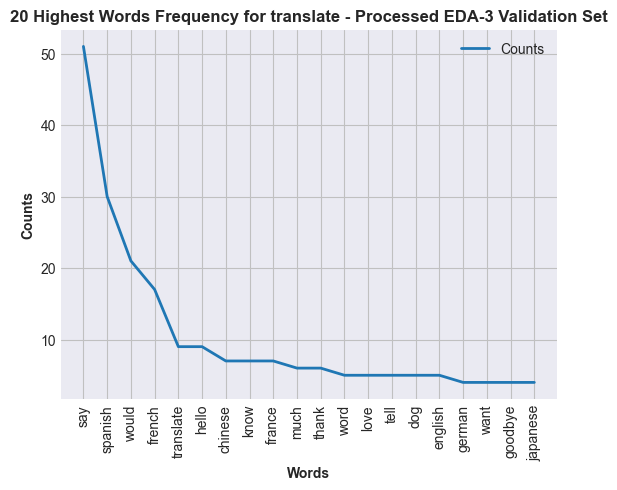 20 Highest Words Frequency for translate - Processed EDA-3 Validation Set
Counts
50
40
30
20
10
Counts
say
spanish
would
french
translate
hello
chinese
know
france
much
thank
word
love
tell
dog
english
german
want
goodbye
japanese
Words